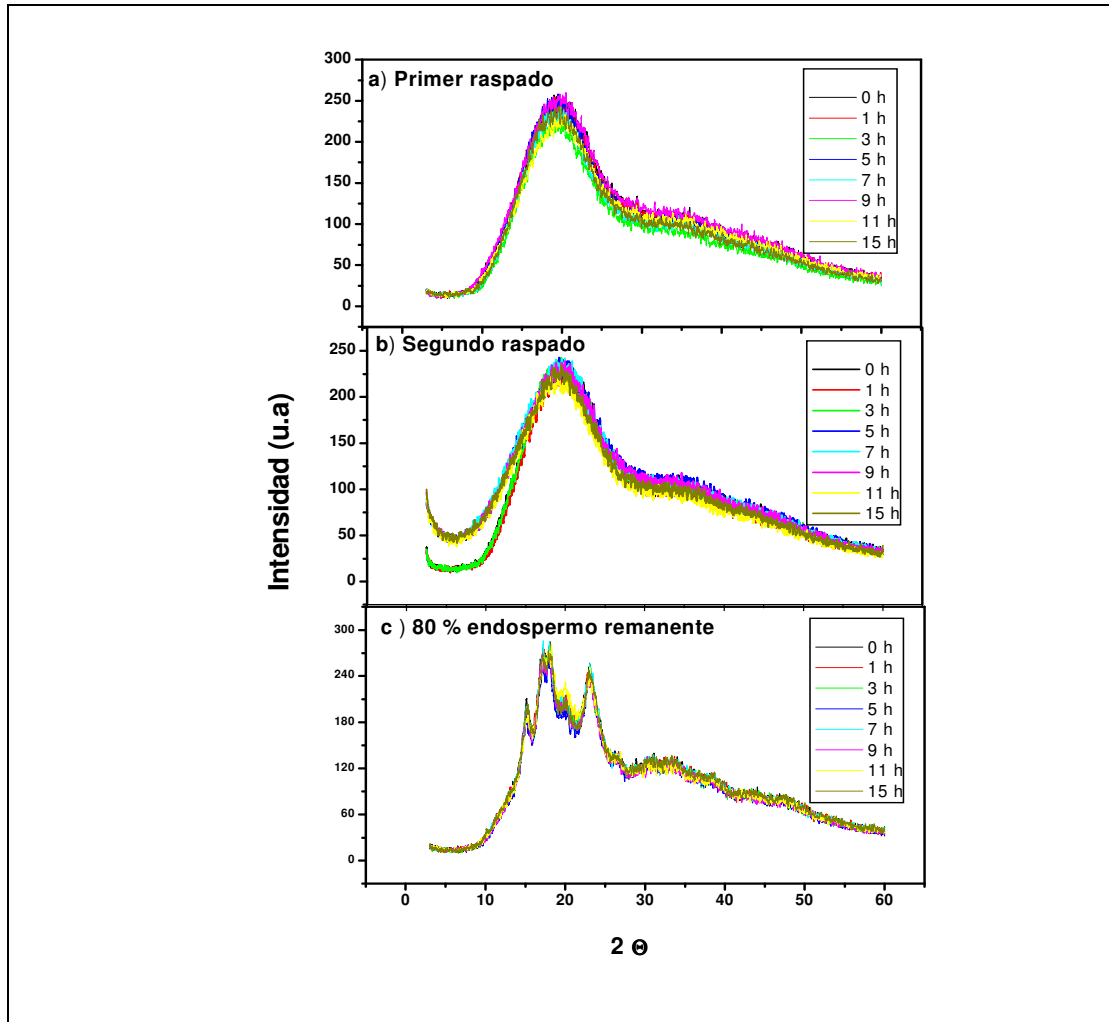 a) Primer raspado
300
250
200
150
100
50
0
0 h
1 h
3 h
5 h
7 h
9 h
11 h
15 h
b) Segundo raspado
250
200
150
100
50
0
0 h
1 h
3 h
5 h
7 h
9 h
11 h
15 h
Intensidad (u.a)
c ) 80 % endospermo remanente
300
240
180
120
60
0
0 h
1 h
3 h
5 h
7 h
9 h
11 h
15 h
0 10 20 30 40 50 60
2 Θ